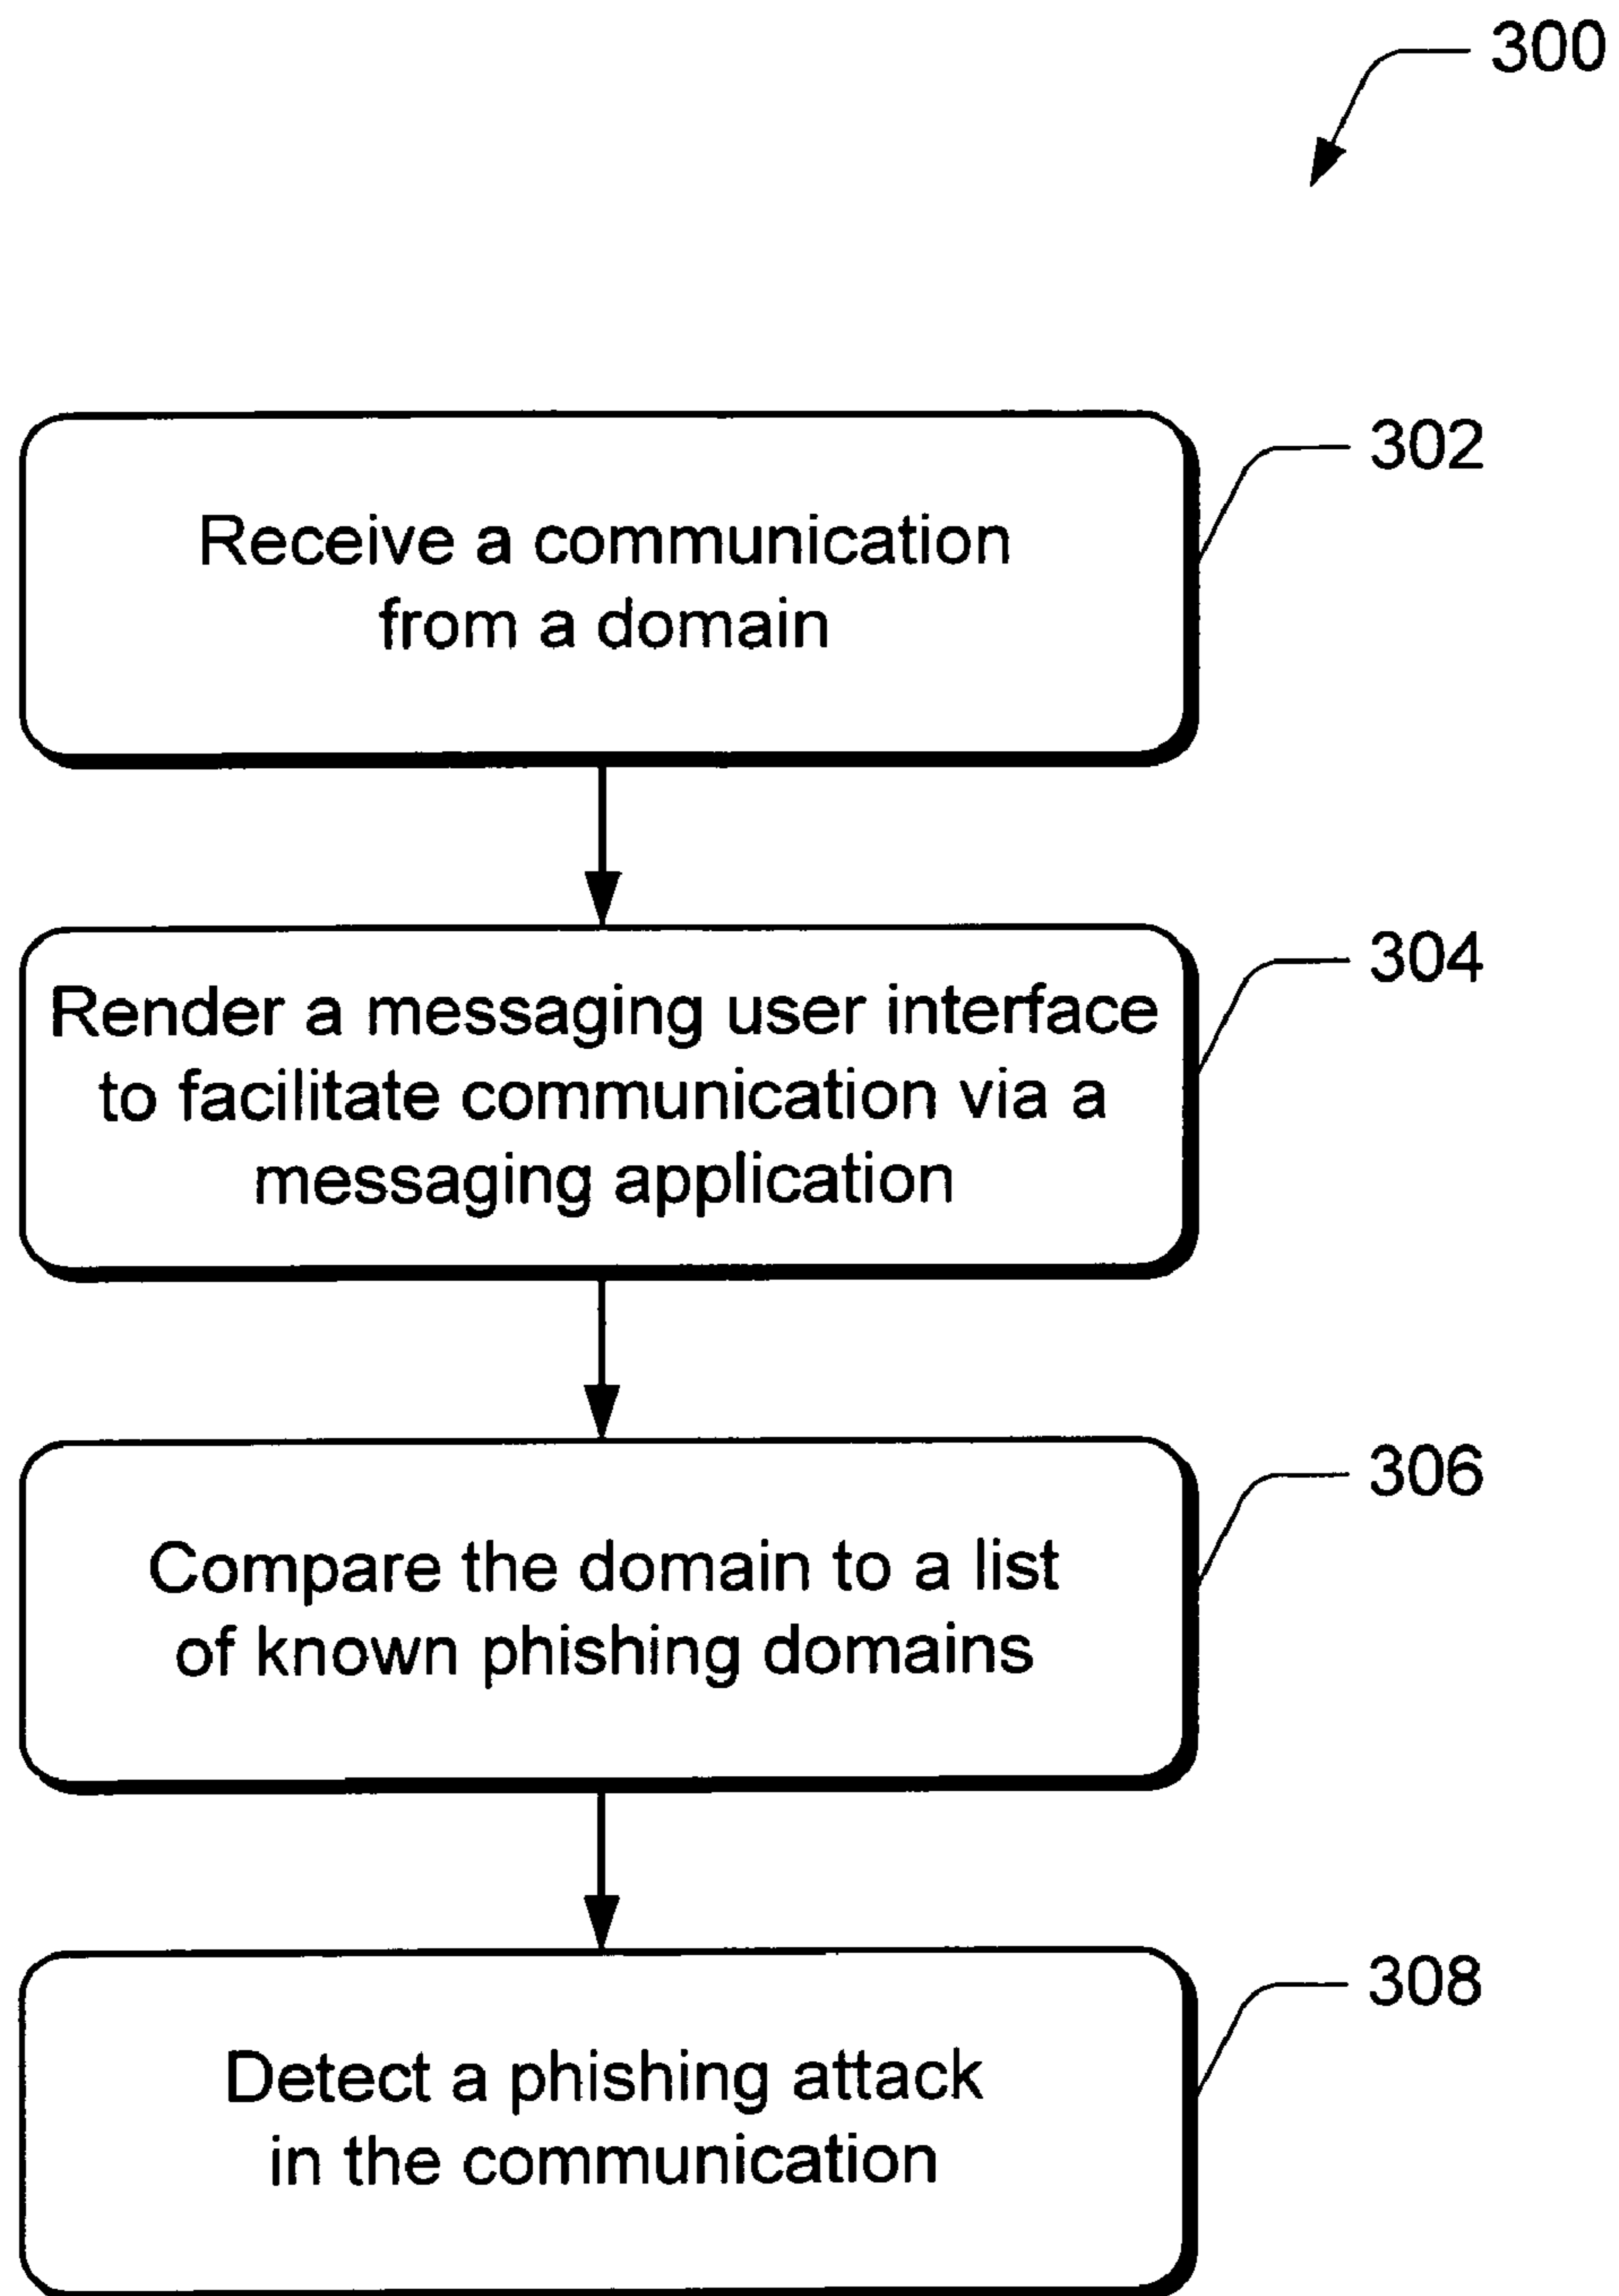 300
302
Receive a communication
from a domain
304
Render a messaging user interface
to facilitate communication via a
messaging application
306
Compare the domain to a list
of known phishing domains
308
Detect a phishing attack
in the communication